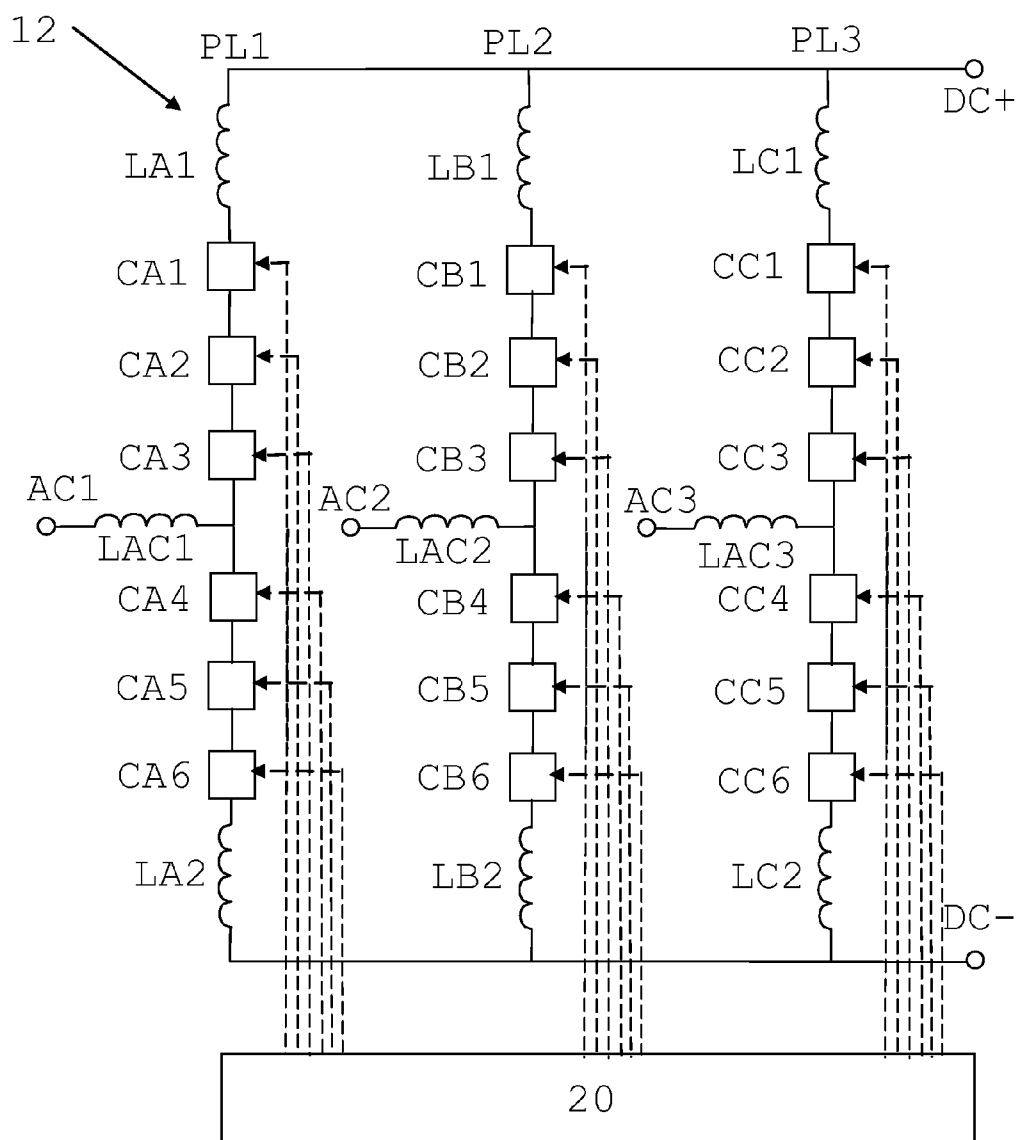 12
PL1 PL2 PL3
DC+
LA1 LB1 LC1
CA1 CB1 CC1
CA2 CB2 CC2
CA3 CB3 CC3
AC1 AC2 AC3
LAC1 LAC2 LAC3
CA4 CB4 CC4
CA5 CB5 CC5
CA6 CB6 CC6
LA2 LB2 LC2
DC-
20